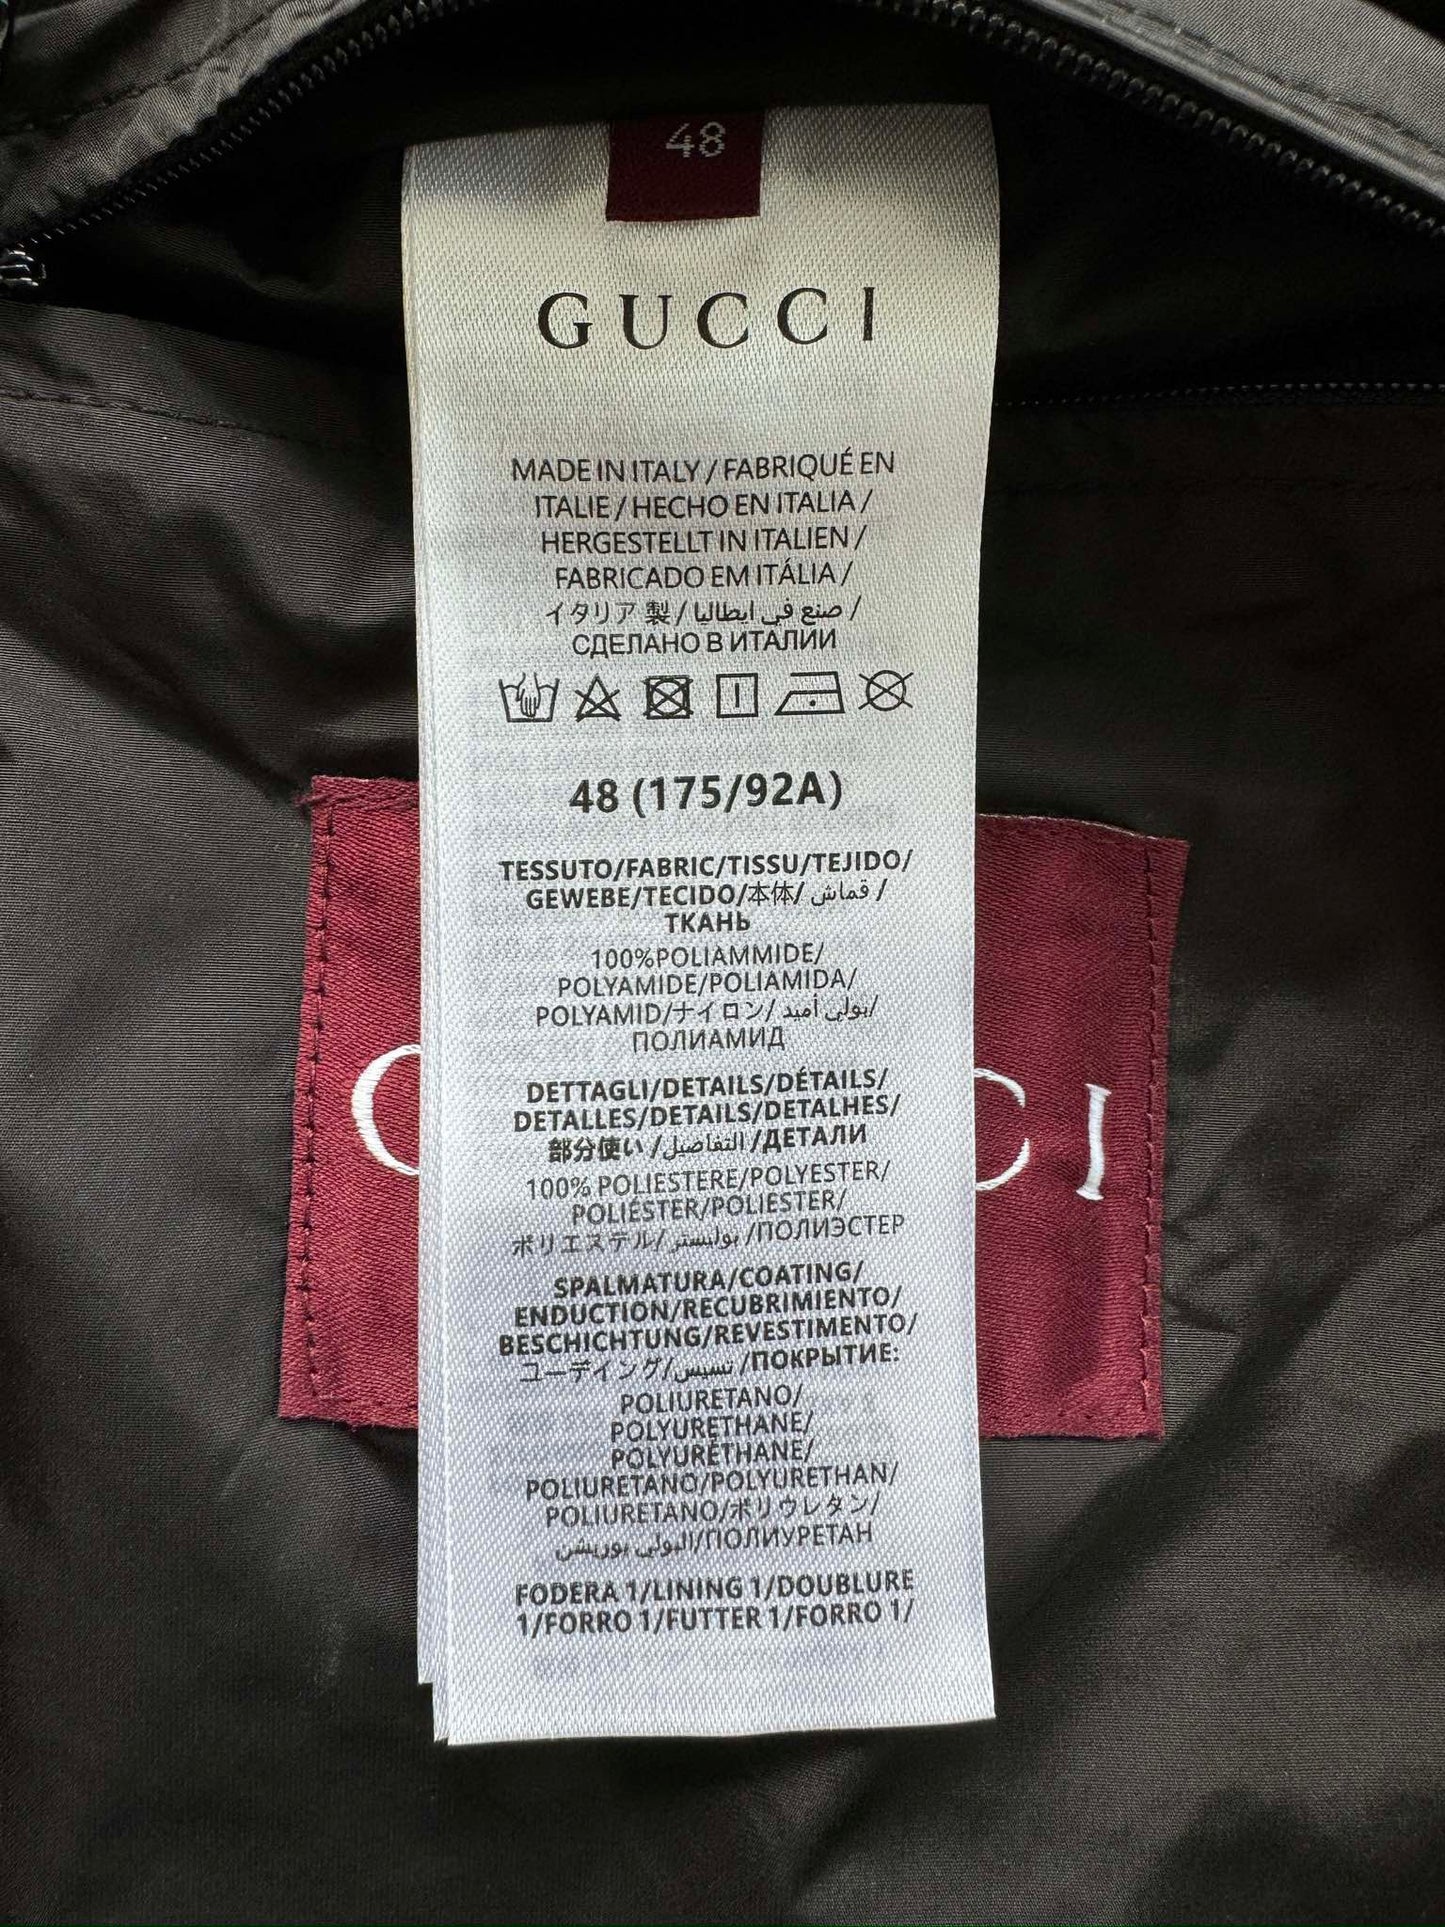 48
GUCCI
MADE IN ITALY / FABRIQUÉ EN
ITALIE / HECHO EN ITALIA /
HERGESTELLT IN ITALIEN /
FABRICADO EM ITÁLIA /
イタリア 製 / صنع في ايطاليا /
СДЕЛАНО В ИТАЛИИ
48 (175/92A)
TESSUTO/FABRIC/TISSU/TEJIDO/
GEWEBE/TECIDO/本体/ قماش /
ТКАНЬ
100%POLIAMMIDE/
POLYAMIDE/POLIAMIDA/
POLYAMID/ナイロン/ بولي أميد/
ПОЛИАМИД
DETTAGLI/DETAILS/DÉTAILS/
DETALLES/DETAILS/DETALHES/
部分使い /التفاصيل /ДЕТАЛИ
100% POLIESTERE/POLYESTER/
POLIÉSTER/POLIESTER/
ポリエステル/ بوليستر /ПОЛИЭСТЕР
SPALMATURA/COATING/
ENDUCTION/RECUBRIMIENTO/
BESCHICHTUNG/REVESTIMENTO/
コーディング/ /ПОКРЫТИЕ:
POLIURETANO/
POLYURETHANE/
POLYURÉTHANE/
POLIURETANO/POLYURETHAN/
POLIURETANO/ポリウレタン/
البولي يوريثين/ПОЛИУРЕТАН
FODERA 1/LINING 1/DOUBLURE
1/FORRO 1/FUTTER 1/FORRO 1/